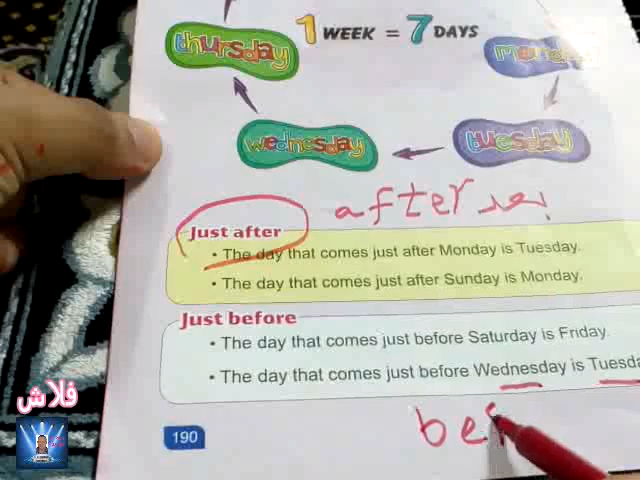 thursday
1 WEEK = 7 DAYS
Monday
wednesday
tuesday
after بعد
Just after
• The day that comes just after Monday is Tuesday.
• The day that comes just after Sunday is Monday.
Just before
• The day that comes just before Saturday is Friday.
• The day that comes just before Wednesday is Tuesda
فلاش
190
bef